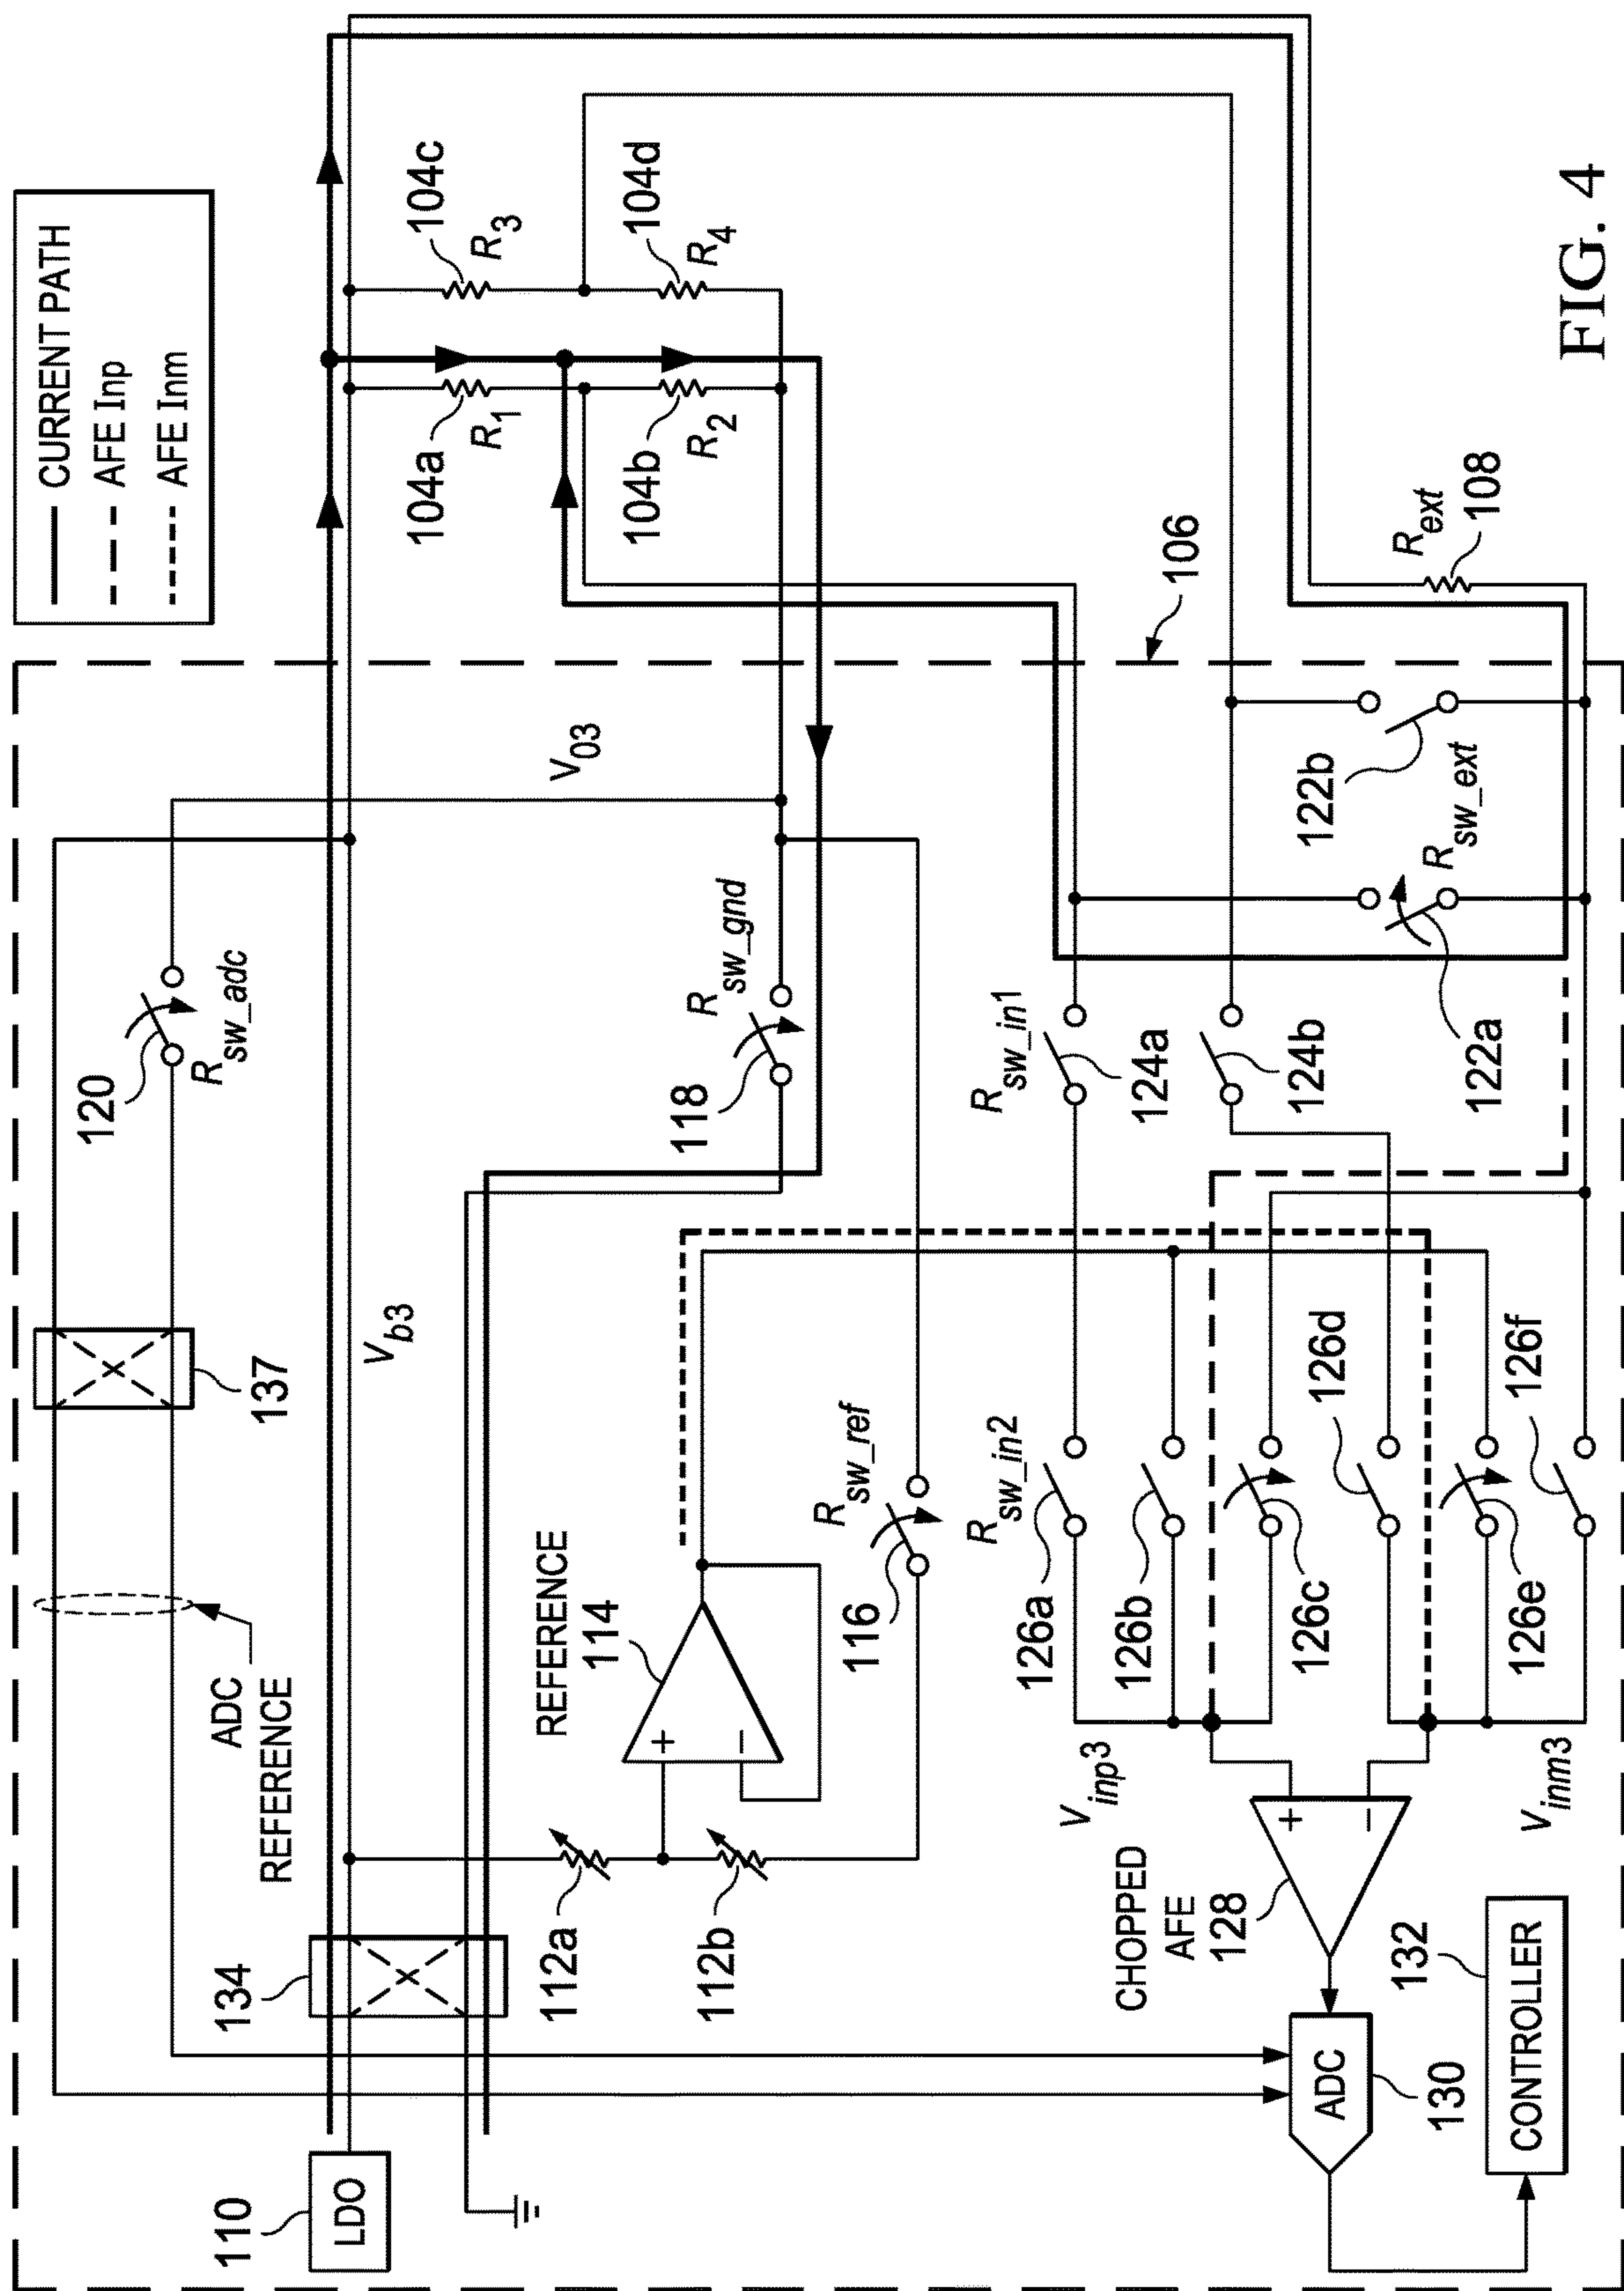 CURRENT PATH
AFE Inp
AFE Inm
104c
R3
104d
R4
104a
R1
104b
R2
106
Rext
108
V03
120
Rsw_adc
118
Rsw_gnd
Rsw_in1
124a
124b
122b
Rsw_ext
122a
137
Vb3
ADC
REFERENCE
REFERENCE
114
+
−
116
Rsw_ref
Rsw_in2
126a
126b
126c
126d
126e
126f
134
112a
112b
Vinp3
Vinm3
CHOPPED
AFE
128
+
−
110
LDO
ADC
130
132
CONTROLLER
FIG. 4